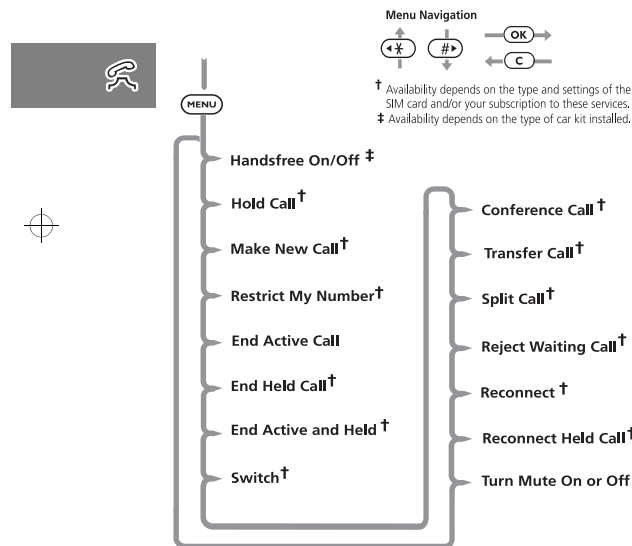 Menu Navigation
OK
C
† Availability depends on the type and settings of the
SIM card and/or your subscription to these services.
‡ Availability depends on the type of car kit installed.
MENU
Handsfree On/Off ‡
Hold Call†
Make New Call†
Restrict My Number†
End Active Call
End Held Call†
End Active and Held †
Switch†
Conference Call †
Transfer Call†
Split Call†
Reject Waiting Call†
Reconnect †
Reconnect Held Call†
Turn Mute On or Off